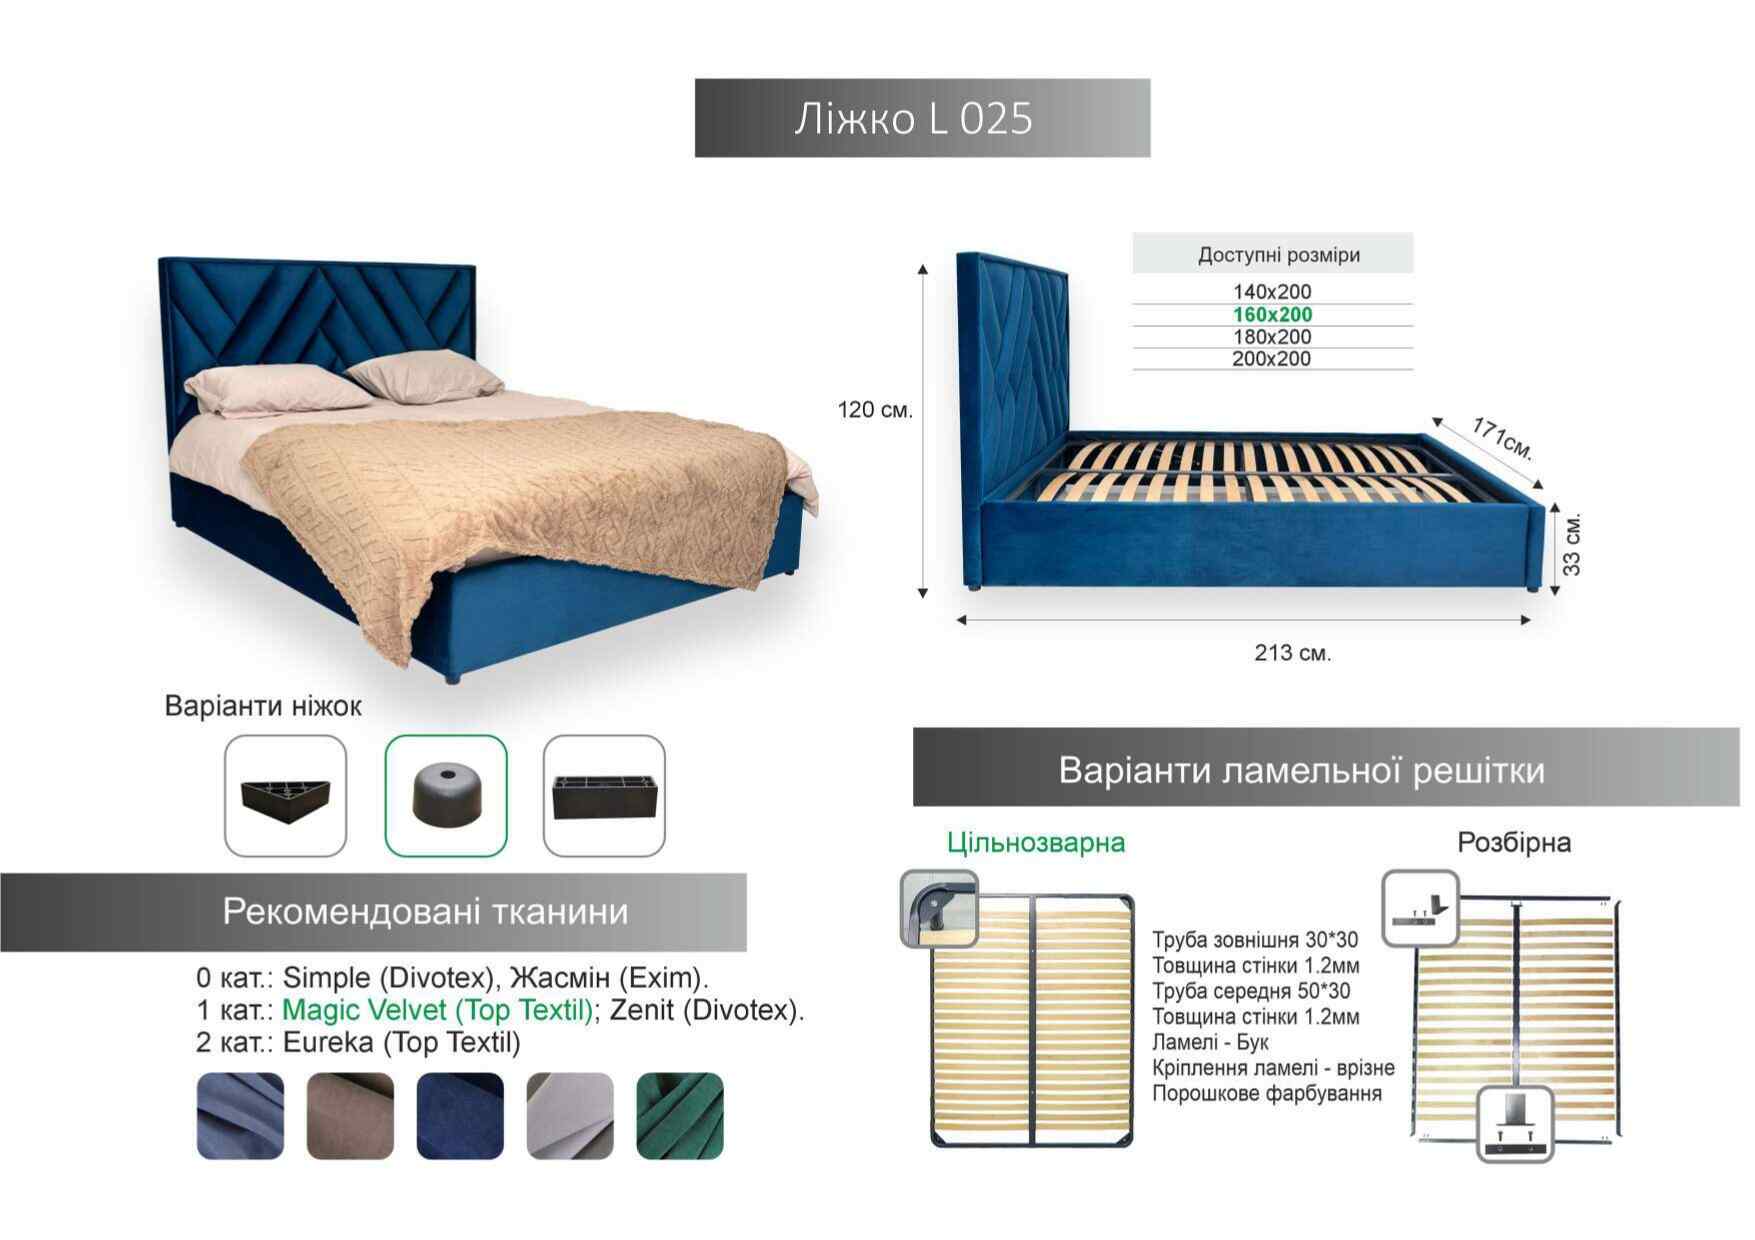 Ліжко L 025
Доступні розміри
140x200
160x200
180x200
200x200
120 см.
171см.
33 см.
213 см.
Варіанти ніжок
Варіанти ламельної решітки
Цільнозварна
Розбірна
Труба зовнішня 30*30
Товщина стінки 1.2мм
Труба середня 50*30
Товщина стінки 1.2мм
Ламелі - Бук
Кріплення ламелі - врізне
Порошкове фарбування
Рекомендовані тканини
0 кат.: Simple (Divotex), Жасмін (Exim).
1 кат.: Magic Velvet (Top Textil); Zenit (Divotex).
2 кат.: Eureka (Top Textil)